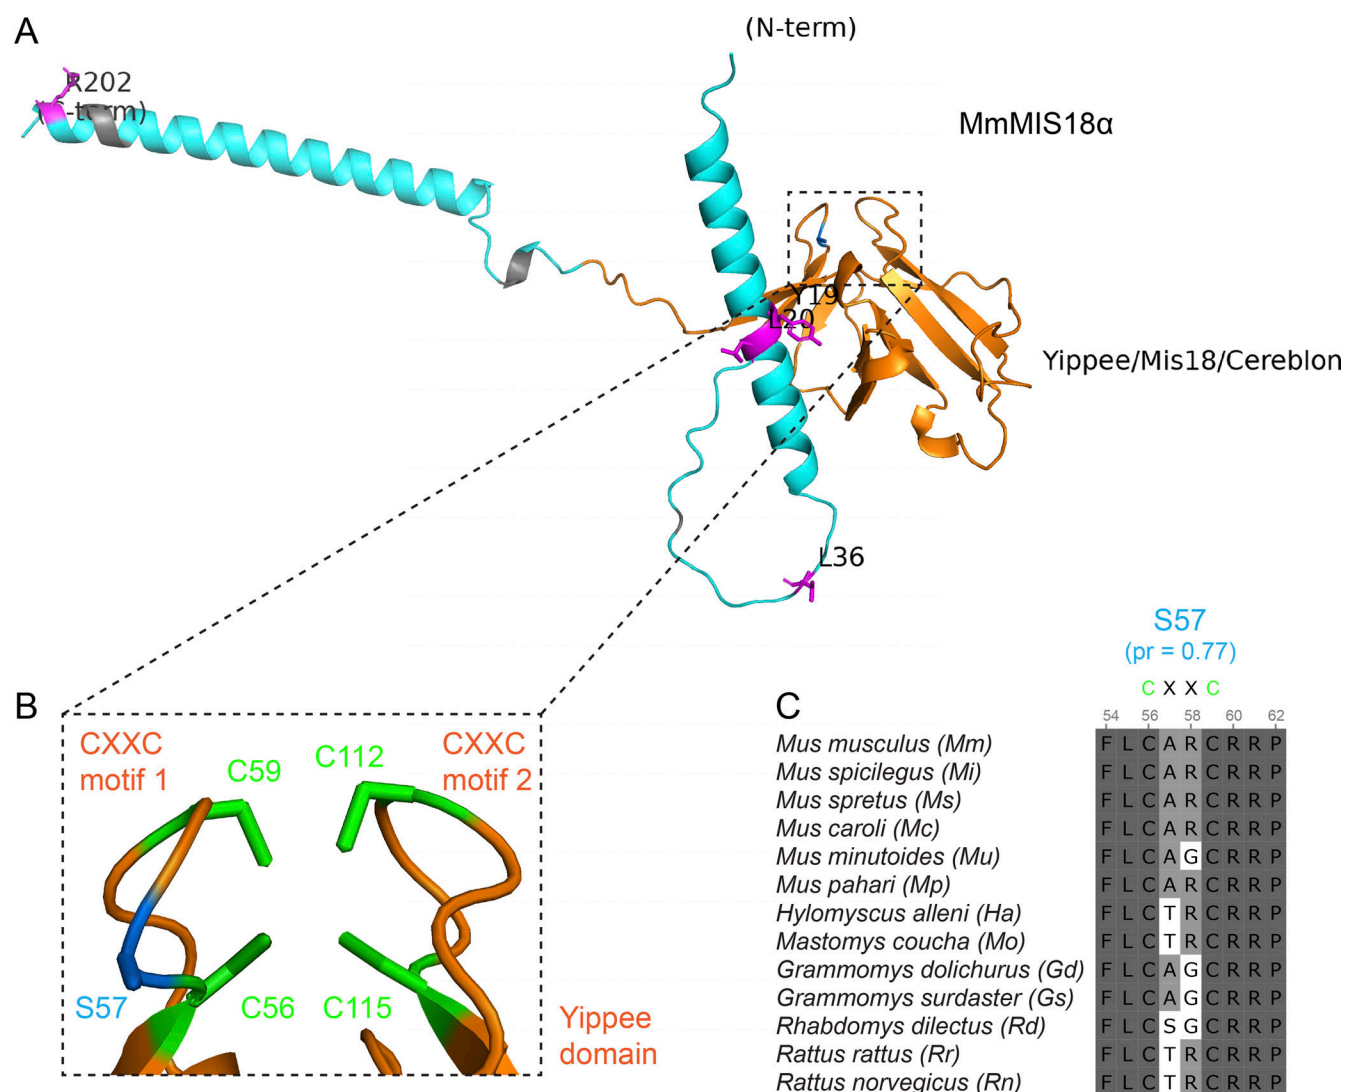 A
(N-term)
R202
(C-term)
MmMIS18α
Y19
L20
Yippee/Mis18/Cereblon
L36
B
CXXC
motif 1
C59
C112
CXXC
motif 2
S57
C56
C115
Yippee
domain
C
S57
(pr = 0.77)
C X X C
54 56 58 60 62
Mus musculus (Mm) F L C A R C R R P
Mus spicilegus (Mi) F L C A R C R R P
Mus spretus (Ms) F L C A R C R R P
Mus caroli (Mc) F L C A R C R R P
Mus minutoides (Mu) F L C A G C R R P
Mus pahari (Mp) F L C A R C R R P
Hylomyscus alleni (Ha) F L C T R C R R P
Mastomys coucha (Mo) F L C T R C R R P
Grammomys dolichurus (Gd) F L C A G C R R P
Grammomys surdaster (Gs) F L C A G C R R P
Rhabdomys dilectus (Rd) F L C S G C R R P
Rattus rattus (Rr) F L C T R C R R P
Rattus norvegicus (Rn) F L C T R C R R P